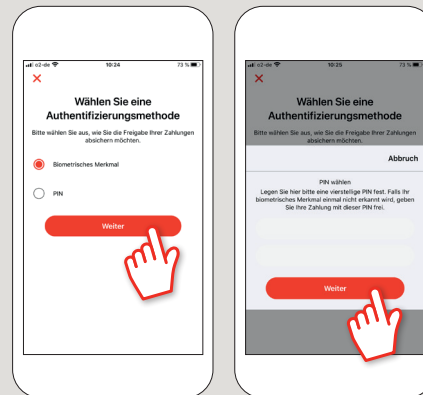 o2-de 10:24 73 %
Wählen Sie eine
Authentifizierungsmethode
Bitte wählen Sie aus, wie Sie die Freigabe Ihrer Zahlungen
absichern möchten.
Biometrisches Merkmal
PIN
Weiter
o2-de 10:25 73 %
Wählen Sie eine
Authentifizierungsmethode
Bitte wählen Sie aus, wie Sie die Freigabe Ihrer Zahlungen
absichern möchten.
Abbruch
PIN wählen
Legen Sie hier bitte eine vierstellige PIN fest. Falls Ihr
biometrisches Merkmal einmal nicht erkannt wird, geben
Sie Ihre Zahlung mit dieser PIN frei.
Weiter